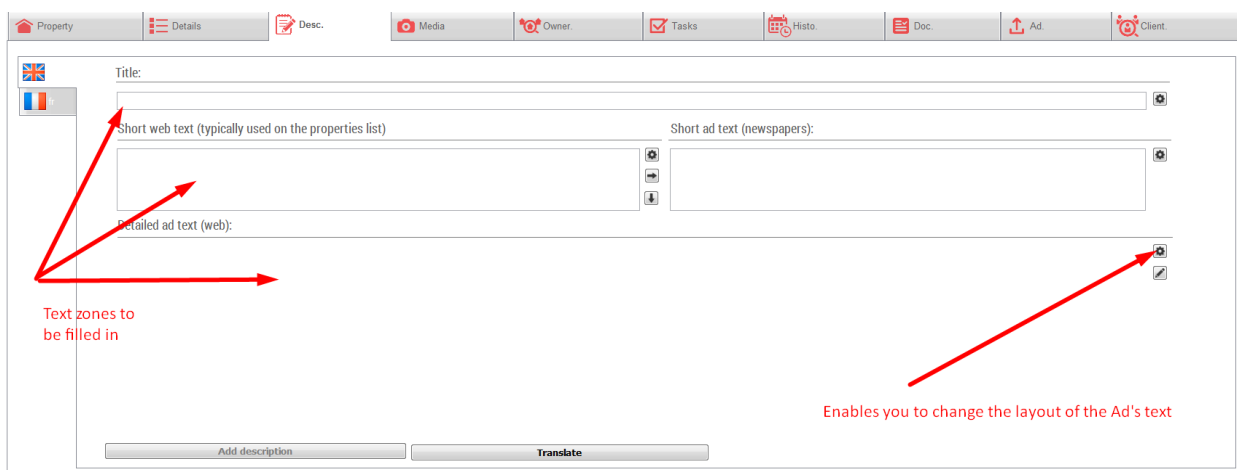 Property
Details
Desc.
Media
Owner.
Tasks
Histo.
Doc.
Ad.
Client.
Title:
fr
Short web text (typically used on the properties list)
Short ad text (newspapers):
Detailed ad text (web):
Text zones to
be filled in
Enables you to change the layout of the Ad's text
Add description
Translate